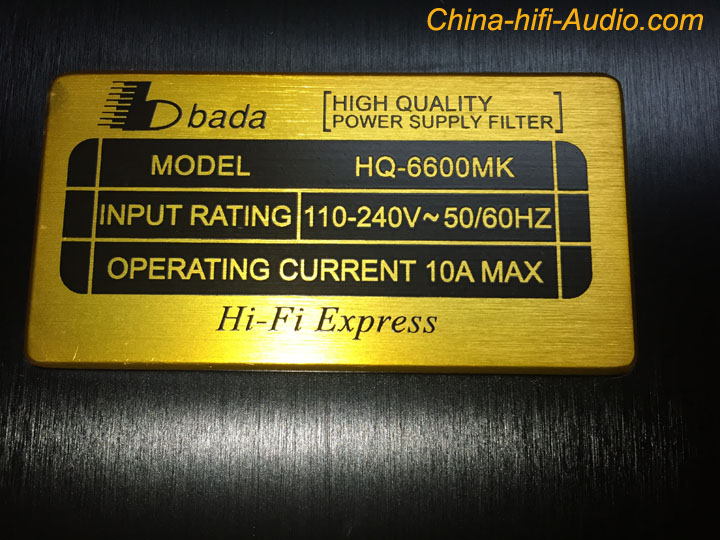 China-hifi-Audio.com
bada
[HIGH QUALITY
POWER SUPPLY FILTER]
MODEL HQ-6600MK
INPUT RATING 110-240V~50/60HZ
OPERATING CURRENT 10A MAX
Hi-Fi Express